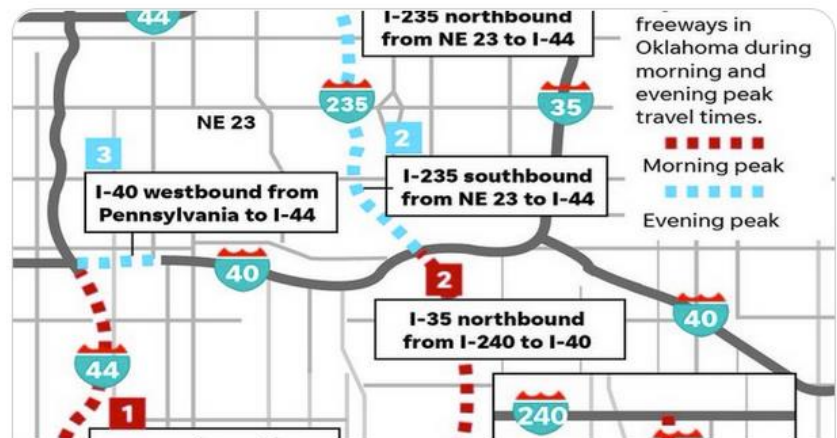 44
I-235 northbound
from NE 23 to I-44
freeways in
Oklahoma during
morning and
evening peak
travel times.
Morning peak
Evening peak
235
35
NE 23
2
3
I-235 southbound
from NE 23 to I-44
I-40 westbound from
Pennsylvania to I-44
40
2
I-35 northbound
from I-240 to I-40
40
44
1
240